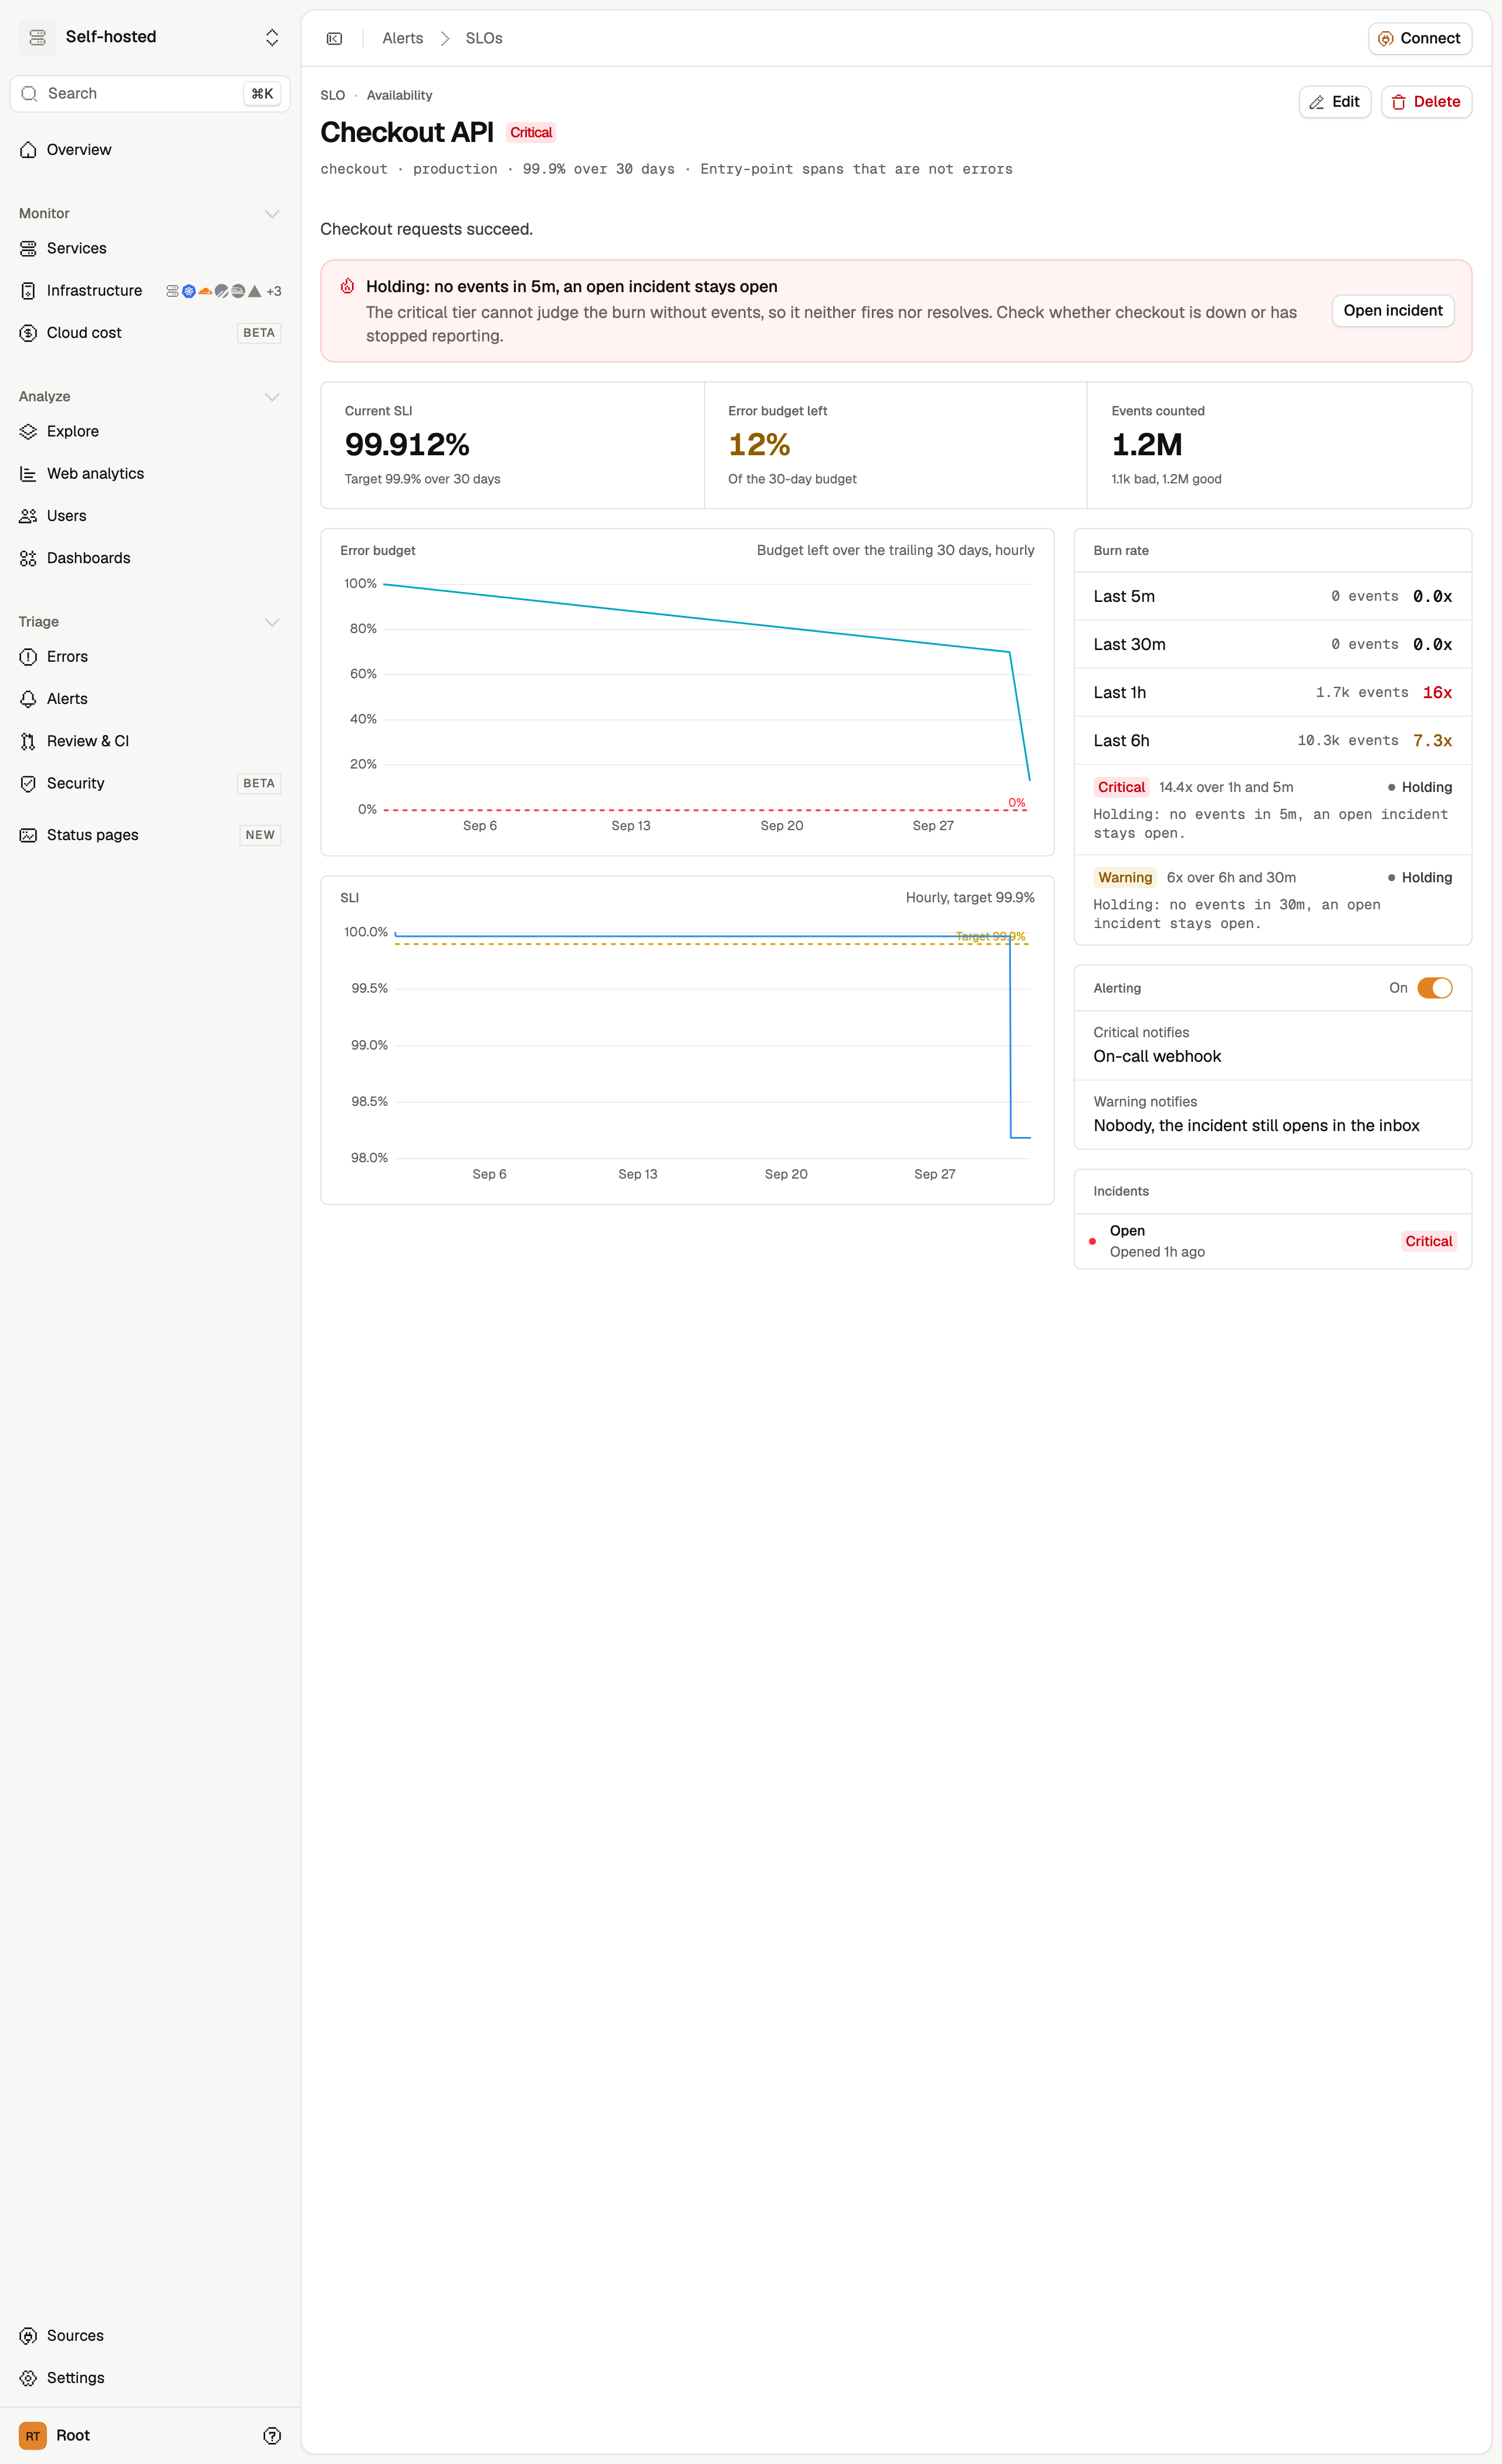 Self-hosted
Search
⌘K
Overview
Monitor
Services
Infrastructure
+3
Cloud cost
BETA
Analyze
Explore
Web analytics
Users
Dashboards
Triage
Errors
Alerts
Review & CI
Security
BETA
Status pages
NEW
Sources
Settings
RT
Root
Alerts
SLOs
Connect
SLO · Availability
Edit
Delete
Checkout API
Critical
checkout · production · 99.9% over 30 days · Entry-point spans that are not errors
Checkout requests succeed.
Holding: no events in 5m, an open incident stays open
The critical tier cannot judge the burn without events, so it neither fires nor resolves. Check whether checkout is down or has
stopped reporting.
Open incident
Current SLI
99.912%
Target 99.9% over 30 days
Error budget left
12%
Of the 30-day budget
Events counted
1.2M
1.1k bad, 1.2M good
Error budget
Budget left over the trailing 30 days, hourly
100%
80%
60%
40%
20%
0%
0%
Sep 6
Sep 13
Sep 20
Sep 27
SLI
Hourly, target 99.9%
100.0%
Target 99.9%
99.5%
99.0%
98.5%
98.0%
Sep 6
Sep 13
Sep 20
Sep 27
Burn rate
Last 5m
0 events
0.0x
Last 30m
0 events
0.0x
Last 1h
1.7k events
16x
Last 6h
10.3k events
7.3x
Critical
14.4x over 1h and 5m
Holding
Holding: no events in 5m, an open incident
stays open.
Warning
6x over 6h and 30m
Holding
Holding: no events in 30m, an open
incident stays open.
Alerting
On
Critical notifies
On-call webhook
Warning notifies
Nobody, the incident still opens in the inbox
Incidents
Open
Opened 1h ago
Critical